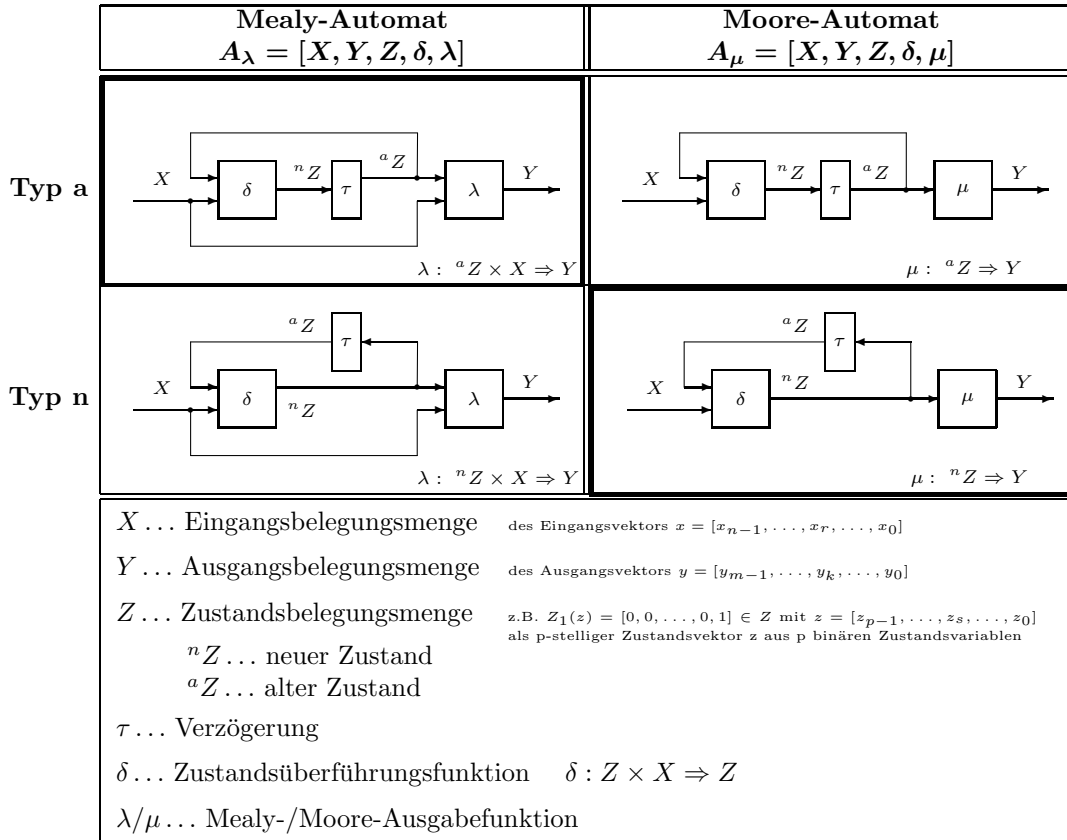 Mealy-Automat
A_λ = [X, Y, Z, δ, λ]
Moore-Automat
A_μ = [X, Y, Z, δ, μ]
Typ a
X δ ⁿZ τ ᵃZ λ Y
λ : ᵃZ × X ⇒ Y
X δ ⁿZ τ ᵃZ μ Y
μ : ᵃZ ⇒ Y
Typ n
ᵃZ τ
X δ ⁿZ λ Y
λ : ⁿZ × X ⇒ Y
ᵃZ τ
X δ ⁿZ μ Y
μ : ⁿZ ⇒ Y
X … Eingangsbelegungsmenge des Eingangsvektors x = [x_{n−1}, . . . , x_r, . . . , x_0]
Y … Ausgangsbelegungsmenge des Ausgangsvektors y = [y_{m−1}, . . . , y_k, . . . , y_0]
Z … Zustandsbelegungsmenge z.B. Z_1(z) = [0, 0, . . . , 0, 1] ∈ Z mit z = [z_{p−1}, . . . , z_s, . . . , z_0]
als p-stelliger Zustandsvektor z aus p binären Zustandsvariablen
ⁿZ … neuer Zustand
ᵃZ … alter Zustand
τ … Verzögerung
δ … Zustandsüberführungsfunktion δ : Z × X ⇒ Z
λ/μ … Mealy-/Moore-Ausgabefunktion